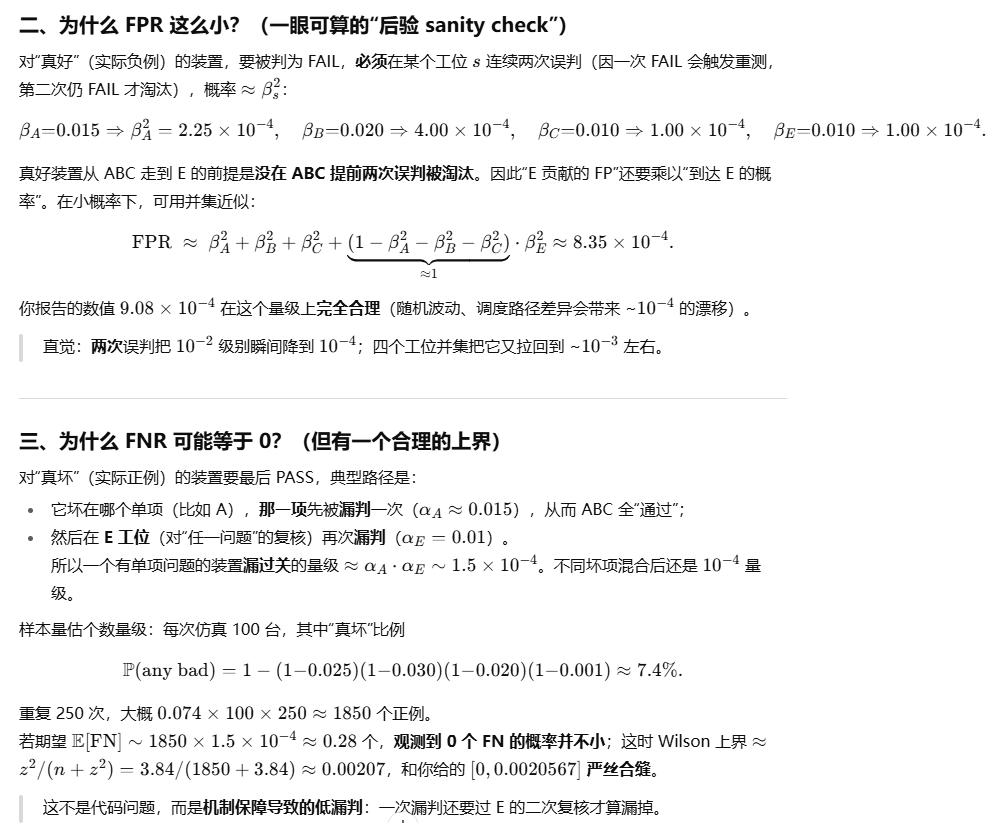 二、为什么 FPR 这么小？（一眼可算的“后验 sanity check”）
对“真好”（实际负例）的装置，要被判为 FAIL，必须在某个工位 s 连续两次误判（因一次 FAIL 会触发重测，
第二次仍 FAIL 才淘汰），概率 ≈ β_s^2：
β_A=0.015 ⇒ β_A^2 = 2.25 × 10^{-4},  β_B=0.020 ⇒ 4.00 × 10^{-4},  β_C=0.010 ⇒ 1.00 × 10^{-4},  β_E=0.010 ⇒ 1.00 × 10^{-4}.
真好装置从 ABC 走到 E 的前提是没在 ABC 提前两次误判被淘汰。因此“E 贡献的 FP”还要乘以“到达 E 的概
率”。在小概率下，可用并集近似：
FPR ≈ β_A^2 + β_B^2 + β_C^2 + (1 − β_A^2 − β_B^2 − β_C^2) · β_E^2 ≈ 8.35 × 10^{-4}.
≈1
你报告的数值 9.08 × 10^{-4} 在这个量级上完全合理（随机波动、调度路径差异会带来 ~10^{-4} 的漂移）。
直觉：两次误判把 10^{-2} 级别瞬间降到 10^{-4}；四个工位并集把它又拉回到 ~10^{-3} 左右。
三、为什么 FNR 可能等于 0？（但有一个合理的上界）
对“真坏”（实际正例）的装置要最后 PASS，典型路径是：
• 它坏在哪个单项（比如 A），那一项先被漏判一次（α_A ≈ 0.015），从而 ABC 全“通过”；
• 然后在 E 工位（对“任一问题”的复核）再次漏判（α_E = 0.01）。
所以一个有单项问题的装置漏过关的量级 ≈ α_A · α_E ∼ 1.5 × 10^{-4}。不同坏项混合后还是 10^{-4} 量
级。
样本量估个数量级：每次仿真 100 台，其中“真坏”比例
ℙ(any bad) = 1 − (1−0.025)(1−0.030)(1−0.020)(1−0.001) ≈ 7.4%.
重复 250 次，大概 0.074 × 100 × 250 ≈ 1850 个正例。
若期望 𝔼[FN] ∼ 1850 × 1.5 × 10^{-4} ≈ 0.28 个，观测到 0 个 FN 的概率并不小；这时 Wilson 上界 ≈
z^2/(n + z^2) = 3.84/(1850 + 3.84) ≈ 0.00207，和你给的 [0, 0.0020567] 严丝合缝。
这不是代码问题，而是机制保障导致的低漏判：一次漏判还要过 E 的二次复核才算漏掉。